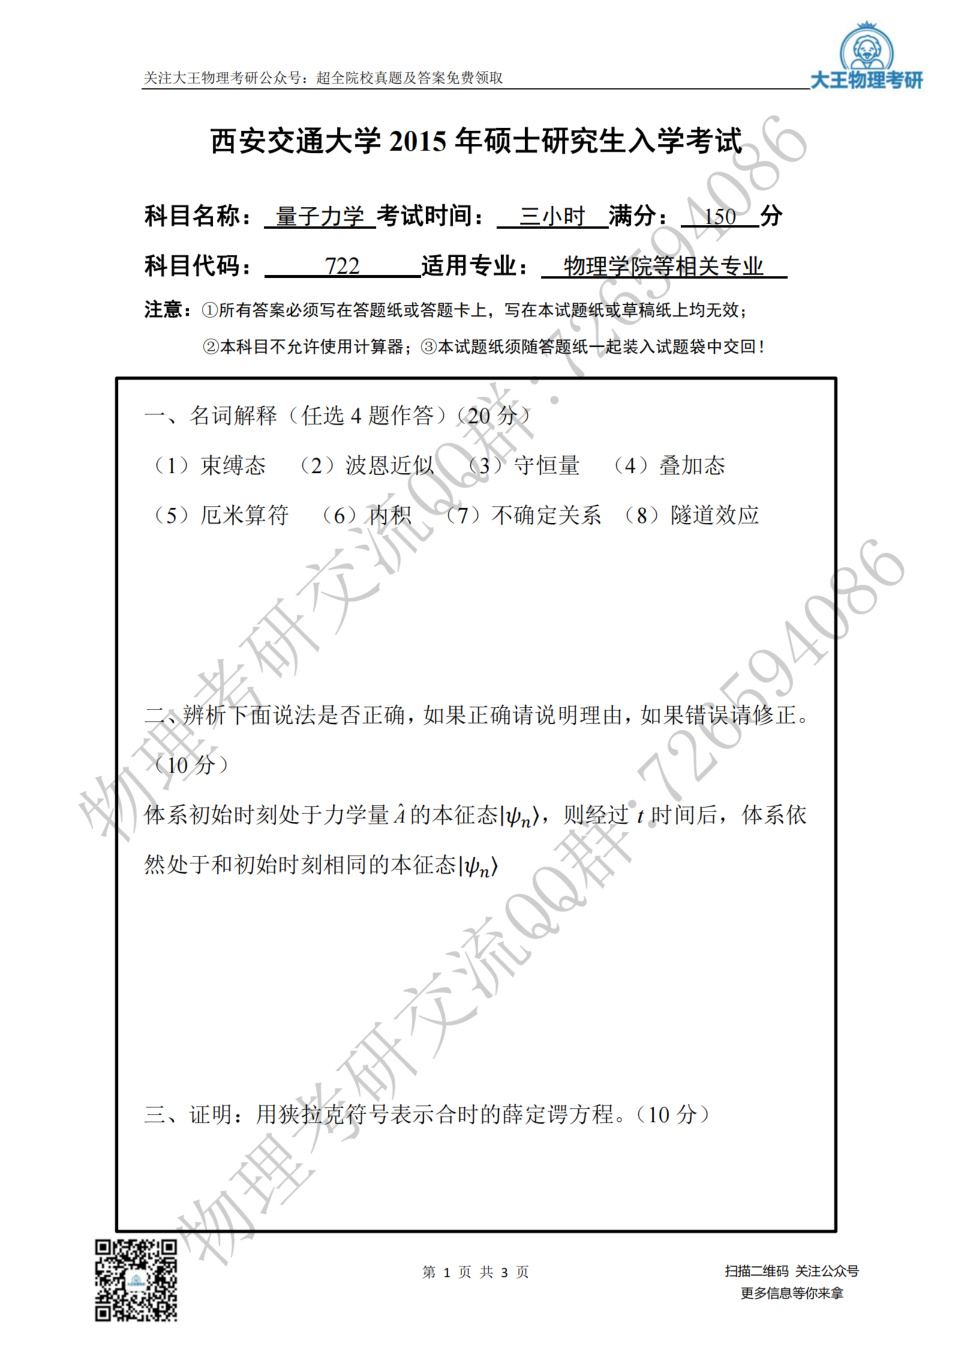 关注大王物理考研公众号：超全院校真题及答案免费领取
大王物理考研
西安交通大学 2015 年硕士研究生入学考试
科目名称： 量子力学 考试时间： 三小时 满分： 150 分
科目代码： 722 适用专业： 物理学院等相关专业
注意：①所有答案必须写在答题纸或答题卡上，写在本试题纸或草稿纸上均无效；
②本科目不允许使用计算器；③本试题纸须随答题纸一起装入试题袋中交回！
一、名词解释（任选 4 题作答）（20 分）
（1）束缚态 （2）波恩近似 （3）守恒量 （4）叠加态
（5）厄米算符 （6）内积 （7）不确定关系 （8）隧道效应
二、辨析下面说法是否正确，如果正确请说明理由，如果错误请修正。
（10 分）
体系初始时刻处于力学量 Â 的本征态|ψₙ⟩，则经过 t 时间后，体系依
然处于和初始时刻相同的本征态|ψₙ⟩
三、证明：用狭拉克符号表示合时的薛定谔方程。（10 分）
物理考研交流QQ群：726594086
物理考研交流QQ群：726594086
大王物理考研
第 1 页 共 3 页
扫描二维码 关注公众号
更多信息等你来拿